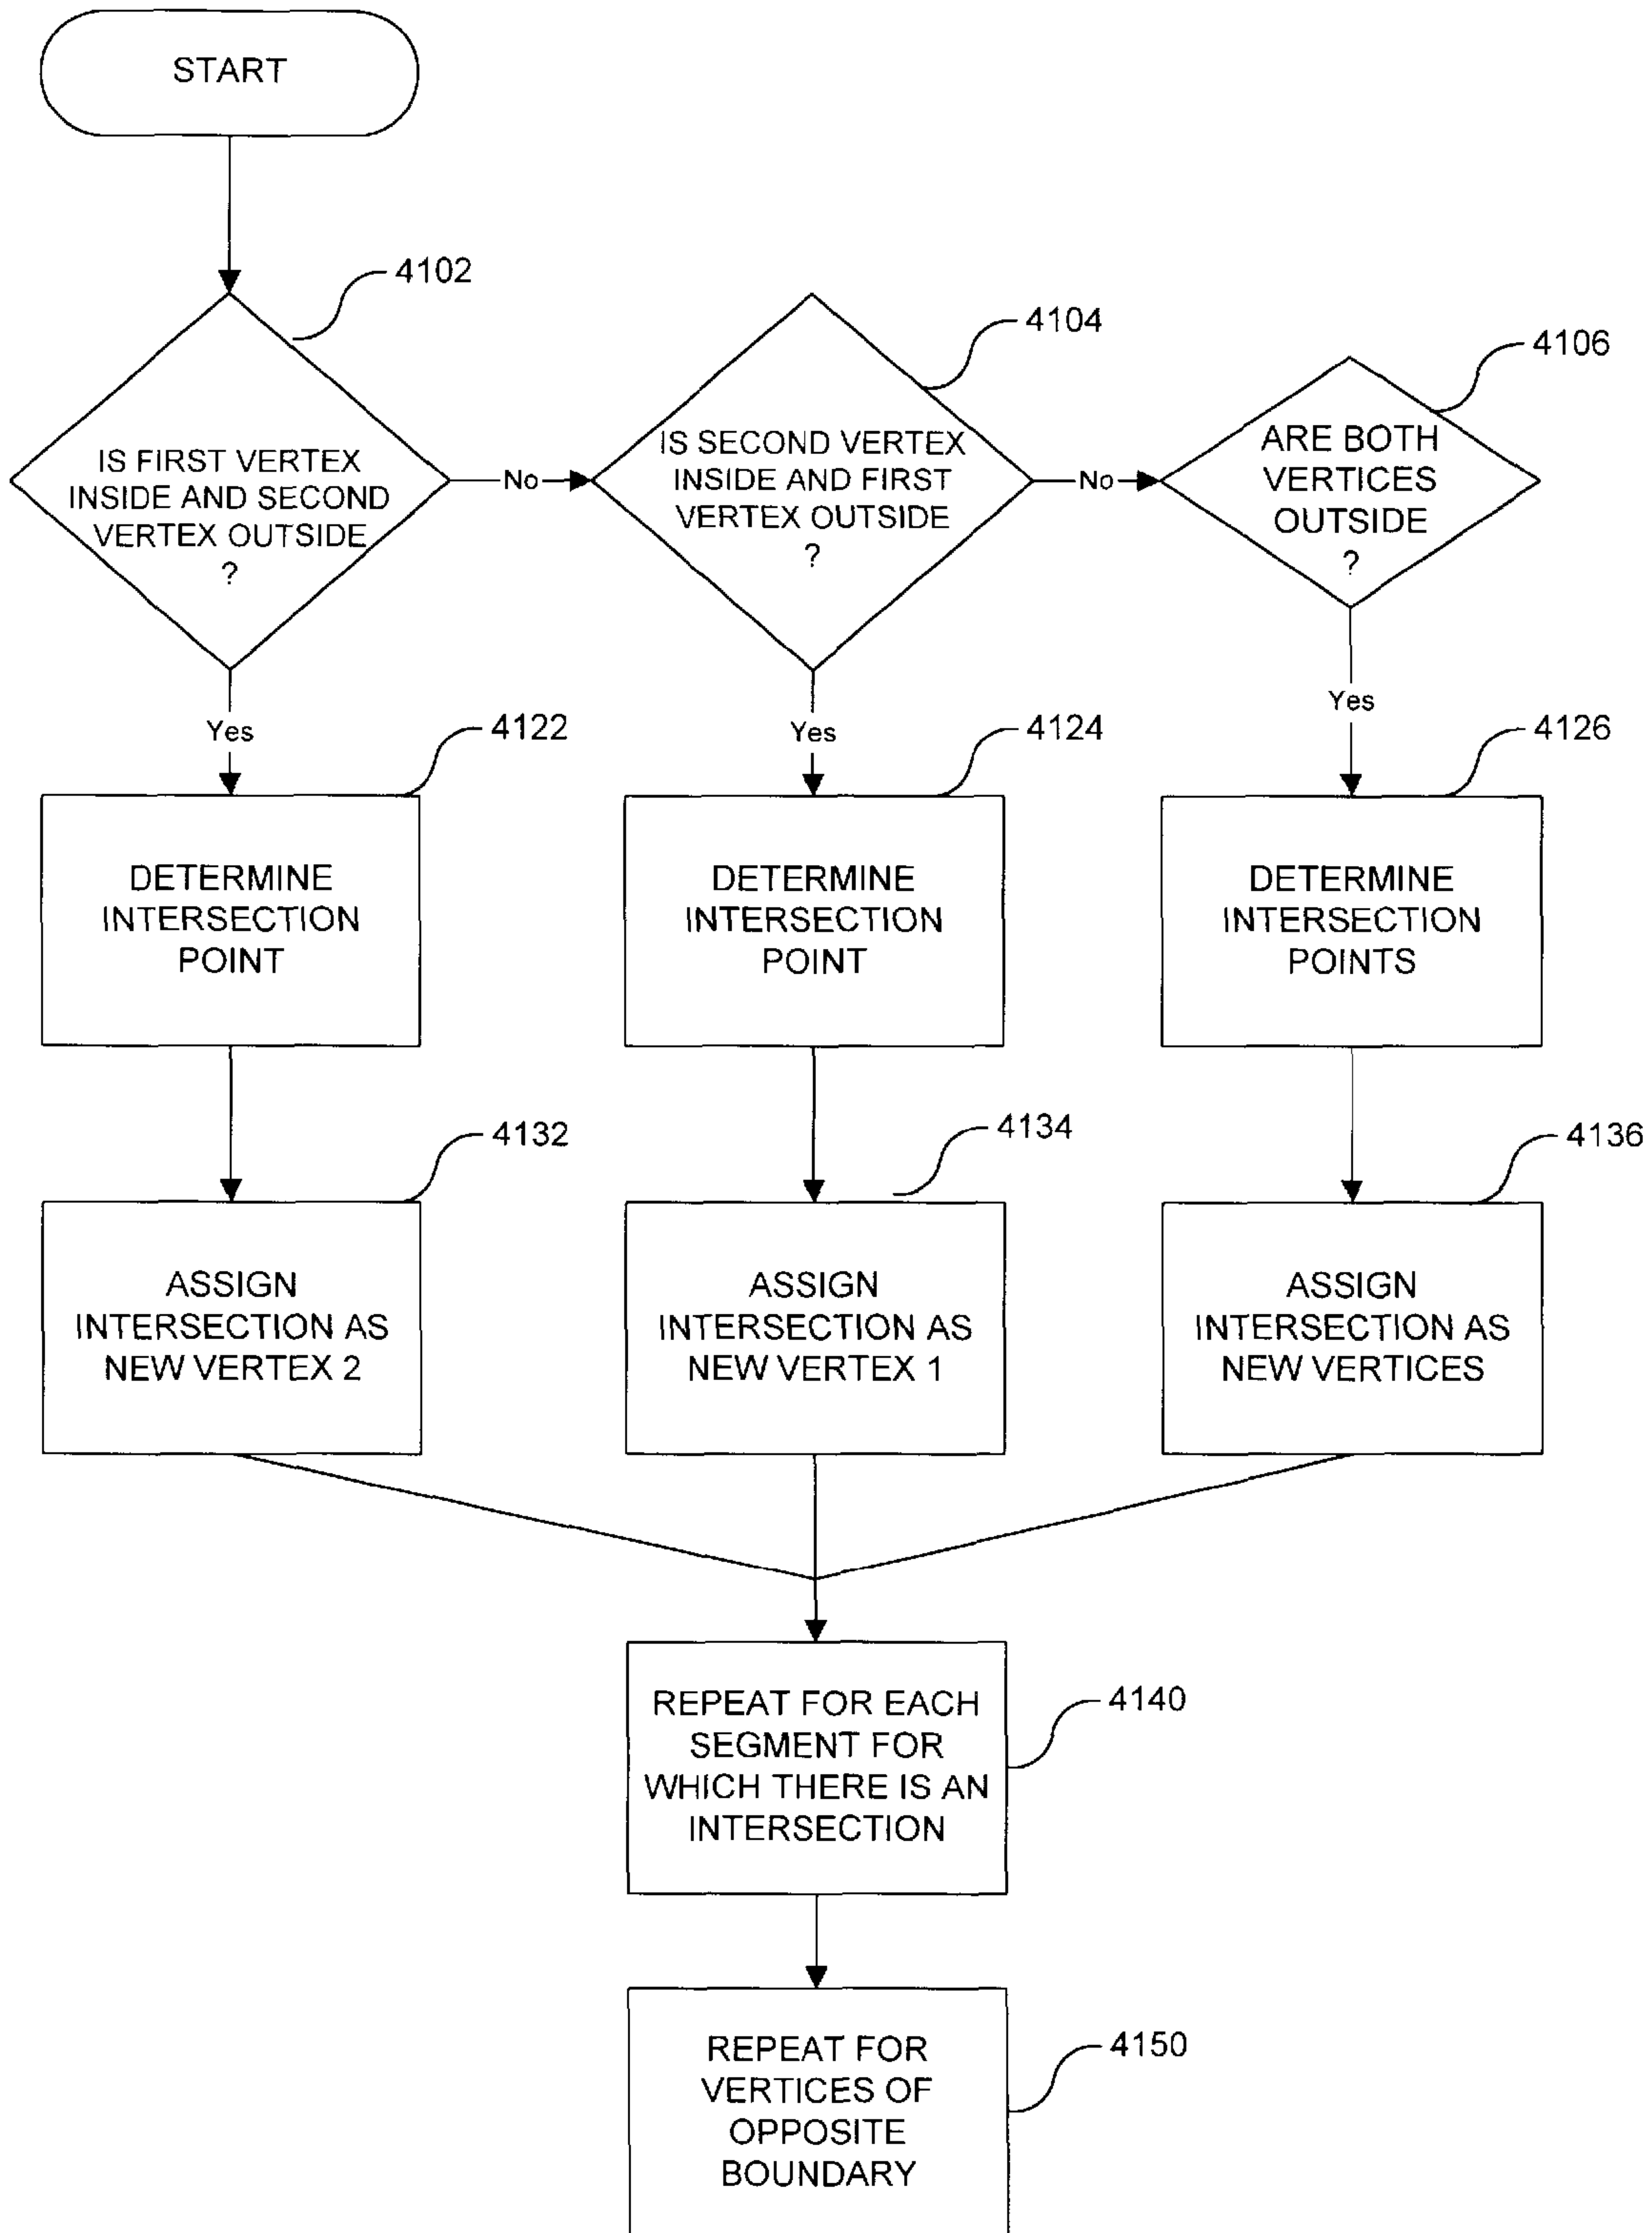 START
4102
IS FIRST VERTEX
INSIDE AND SECOND
VERTEX OUTSIDE
?
No
4104
IS SECOND VERTEX
INSIDE AND FIRST
VERTEX OUTSIDE
?
No
4106
ARE BOTH
VERTICES
OUTSIDE
?
Yes
Yes
Yes
4122
DETERMINE
INTERSECTION
POINT
4124
DETERMINE
INTERSECTION
POINT
4126
DETERMINE
INTERSECTION
POINTS
4132
ASSIGN
INTERSECTION AS
NEW VERTEX 2
4134
ASSIGN
INTERSECTION AS
NEW VERTEX 1
4136
ASSIGN
INTERSECTION AS
NEW VERTICES
REPEAT FOR EACH
SEGMENT FOR
WHICH THERE IS AN
INTERSECTION
4140
REPEAT FOR
VERTICES OF
OPPOSITE
BOUNDARY
4150